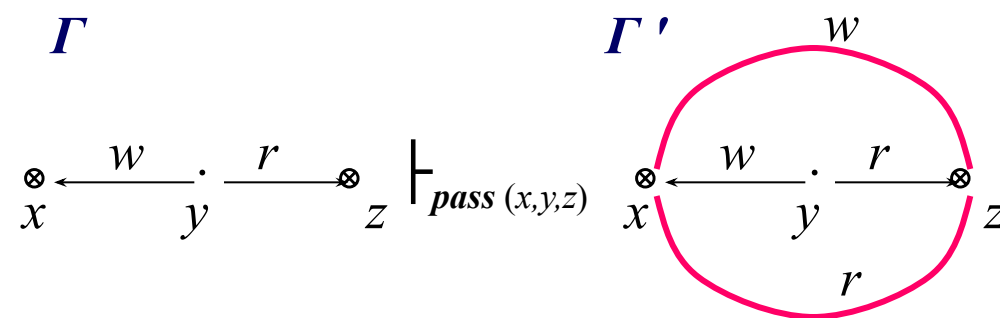 Γ
w r
x y z
⊢ pass (x,y,z)
Γ '
w
w r
x y z
r